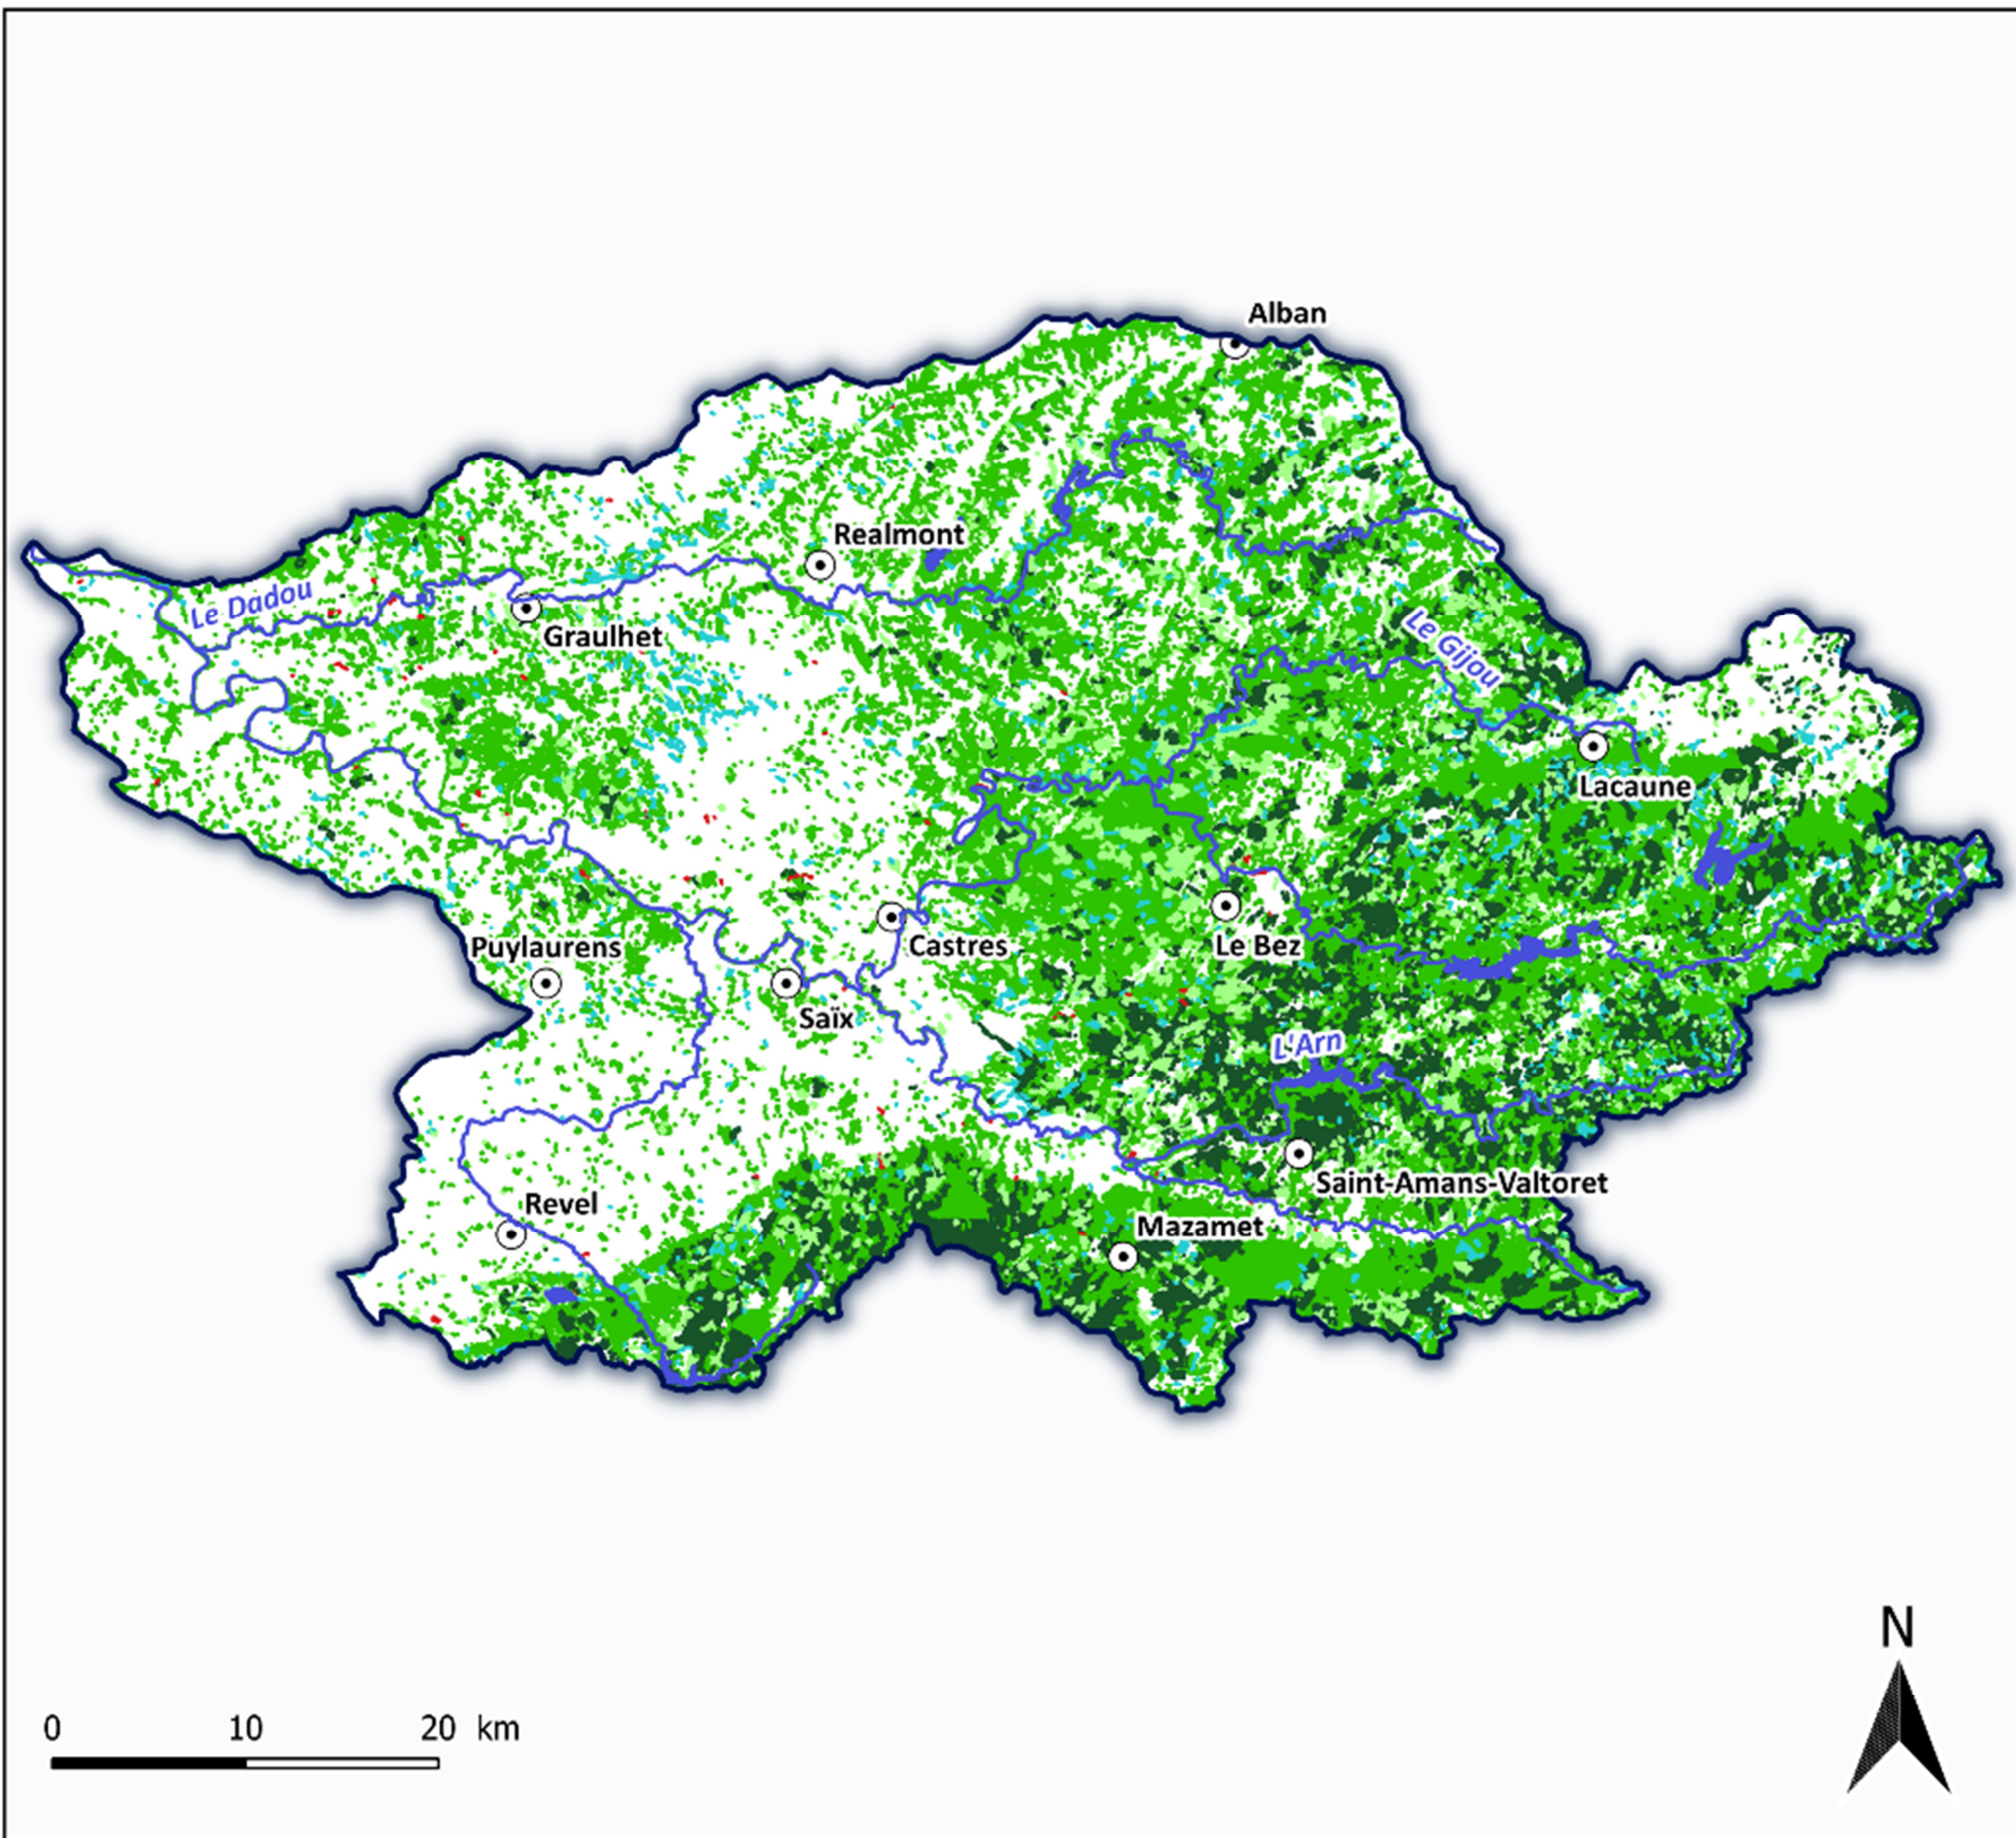 Alban
Realmont
Le Dadou
Graulhet
Le Gijou
Lacaune
Puylaurens
Castres
Le Bez
Saïx
L'Arn
Saint-Amans-Valtoret
Revel
Mazamet
N
0 10 20 km